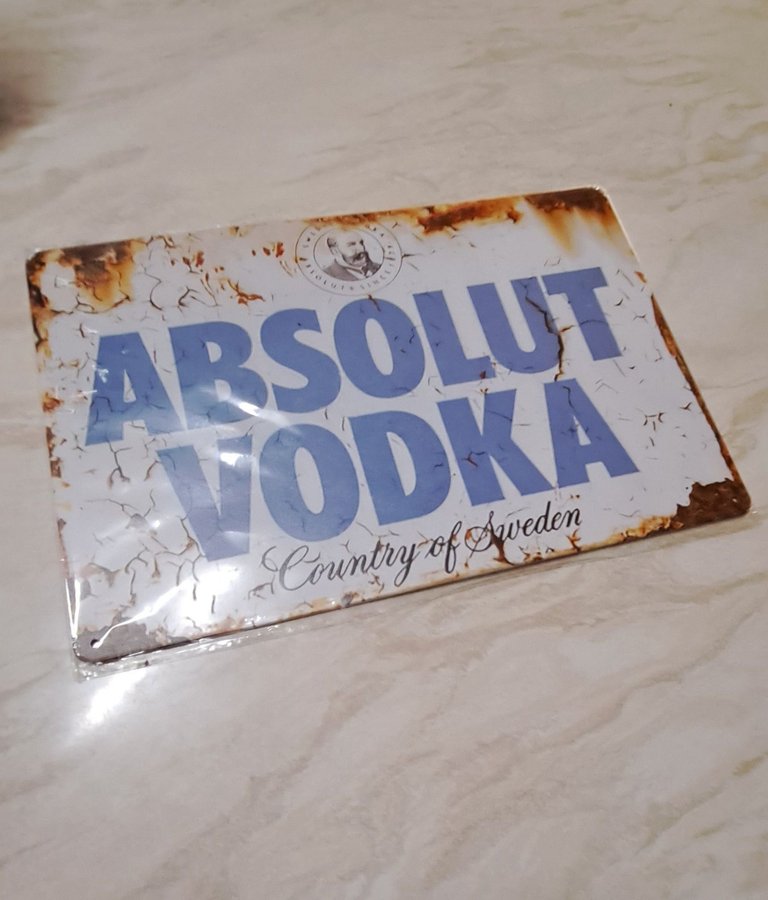 ABSOLUT
VODKA
Country of Sweden